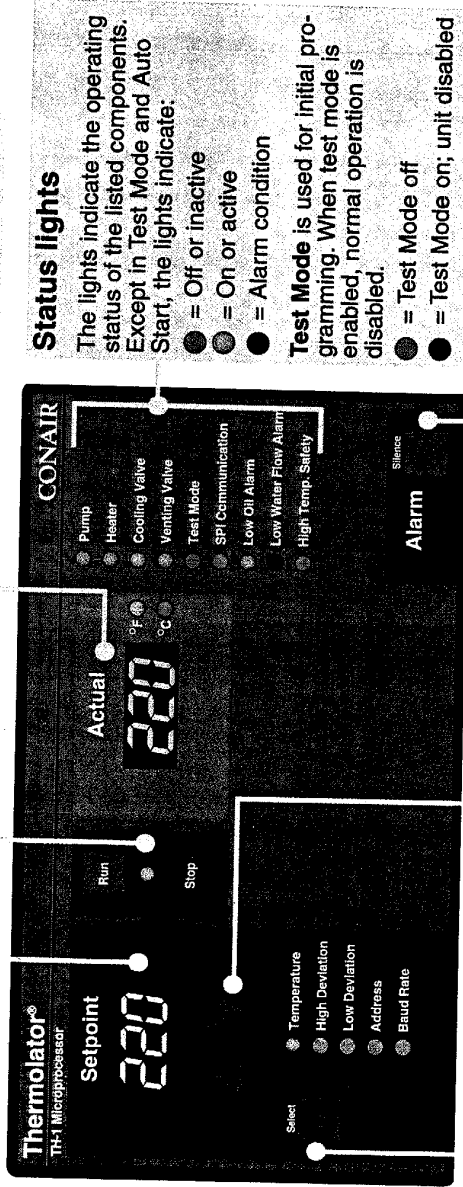 Thermolator®
TH-1 Microprocessor
CONAIR
Setpoint
220
Run
Stop
Actual
220
°F
°C
Pump
Heater
Cooling Valve
Venting Valve
Test Mode
SPI Communication
Low Oil Alarm
Low Water Flow Alarm
High Temp. Safety
Select
Temperature
High Deviation
Low Deviation
Address
Baud Rate
Silence
Alarm
Status lights
The lights indicate the operating
status of the listed components.
Except in Test Mode and Auto
Start, the lights indicate:
= Off or inactive
= On or active
= Alarm condition
Test Mode is used for initial pro-
gramming. When test mode is
enabled, normal operation is
disabled.
= Test Mode off
= Test Mode on; unit disabled